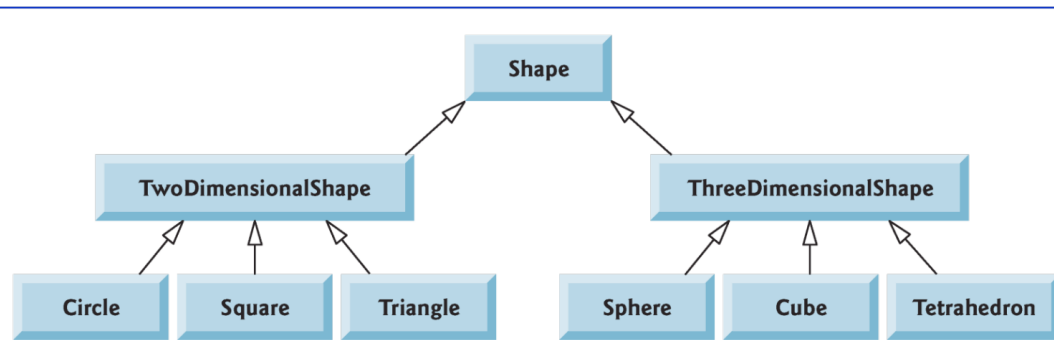 Shape
TwoDimensionalShape
ThreeDimensionalShape
Circle
Square
Triangle
Sphere
Cube
Tetrahedron